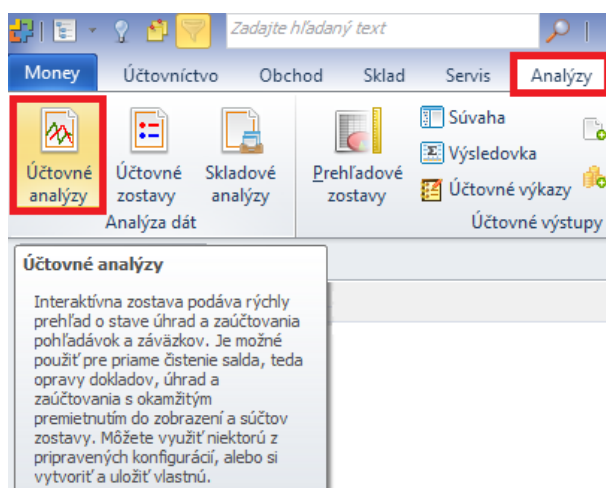 Zadajte hľadaný text
Money Účtovníctvo Obchod Sklad Servis Analýzy
Účtovné analýzy
Účtovné zostavy
Skladové analýzy
Prehľadové zostavy
Súvaha
Výsledovka
Účtovné výkazy
Analýza dát
Účtovné výstupy
Účtovné analýzy
Interaktívna zostava podáva rýchly
prehľad o stave úhrad a zaúčtovania
pohľadávok a záväzkov. Je možné
použiť pre priame čistenie salda, teda
opravy dokladov, úhrad a
zaúčtovania s okamžitým
premietnutím do zobrazení a súčtov
zostavy. Môžete využiť niektorú z
pripravených konfigurácií, alebo si
vytvoriť a uložiť vlastnú.